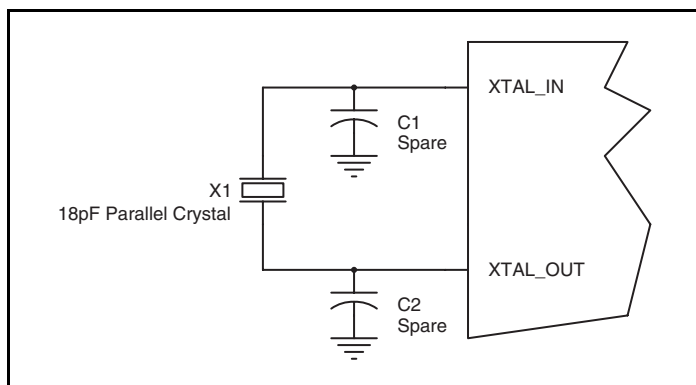 XTAL_IN
C1
Spare
X1
18pF Parallel Crystal
XTAL_OUT
C2
Spare